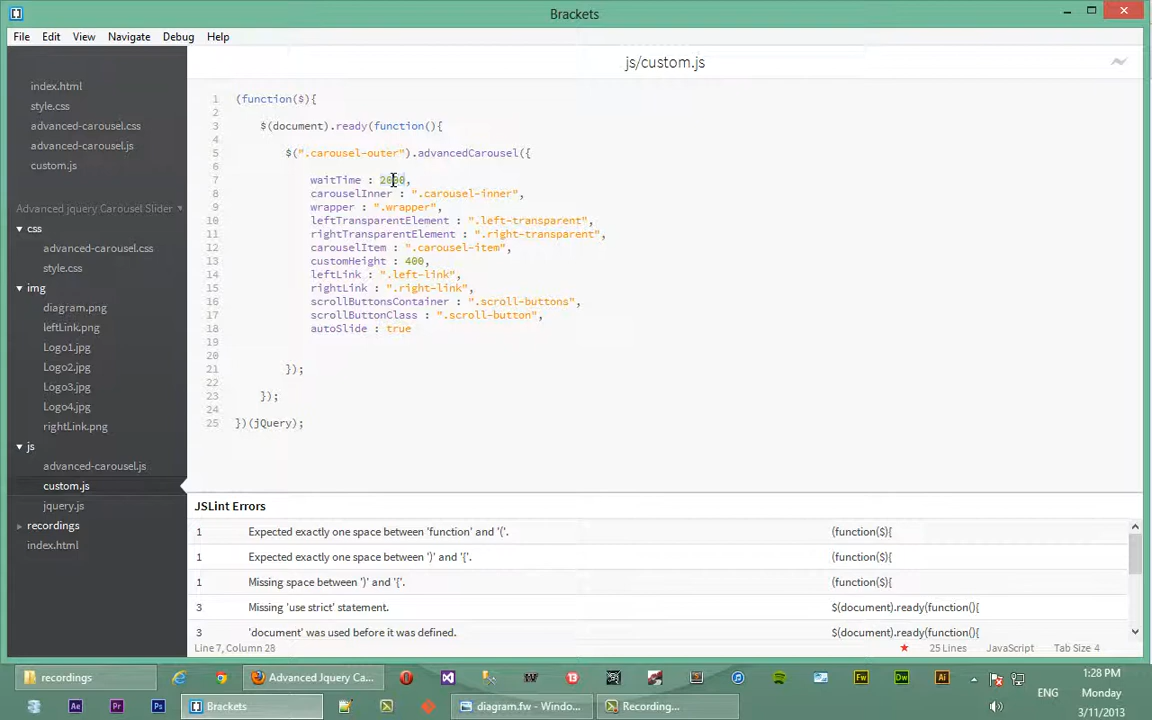 Brackets
File Edit View Navigate Debug Help
js/custom.js
index.html
style.css
advanced-carousel.css
advanced-carousel.js
custom.js
Advanced jquery Carousel Slider
css
advanced-carousel.css
style.css
img
diagram.png
leftLink.png
Logo1.jpg
Logo2.jpg
Logo3.jpg
Logo4.jpg
rightLink.png
js
advanced-carousel.js
custom.js
jquery.js
recordings
index.html
1 (function($){
2
3 $(document).ready(function(){
4
5 $(".carousel-outer").advancedCarousel({
6
7 waitTime : 2000,
8 carouselInner : ".carousel-inner",
9 wrapper : ".wrapper",
10 leftTransparentElement : ".left-transparent",
11 rightTransparentElement : ".right-transparent",
12 carouselItem : ".carousel-item",
13 customHeight : 400,
14 leftLink : ".left-link",
15 rightLink : ".right-link",
16 scrollButtonsContainer : ".scroll-buttons",
17 scrollButtonClass : ".scroll-button",
18 autoSlide : true
19
20
21 });
22
23 });
24
25 })(jQuery);
JSLint Errors
1 Expected exactly one space between 'function' and '('. (function($){
1 Expected exactly one space between ')' and '{'. (function($){
1 Missing space between ')' and '{'. (function($){
3 Missing 'use strict' statement. $(document).ready(function(){
3 'document' was used before it was defined. $(document).ready(function(){
Line 7, Column 28 25 Lines JavaScript Tab Size 4
recordings Advanced Jquery Ca... 13 Fw Dw Ai
Ae Pr Ps Brackets diagram.fw - Windo... Recording...
ENG
1:28 PM
Monday
3/11/2013